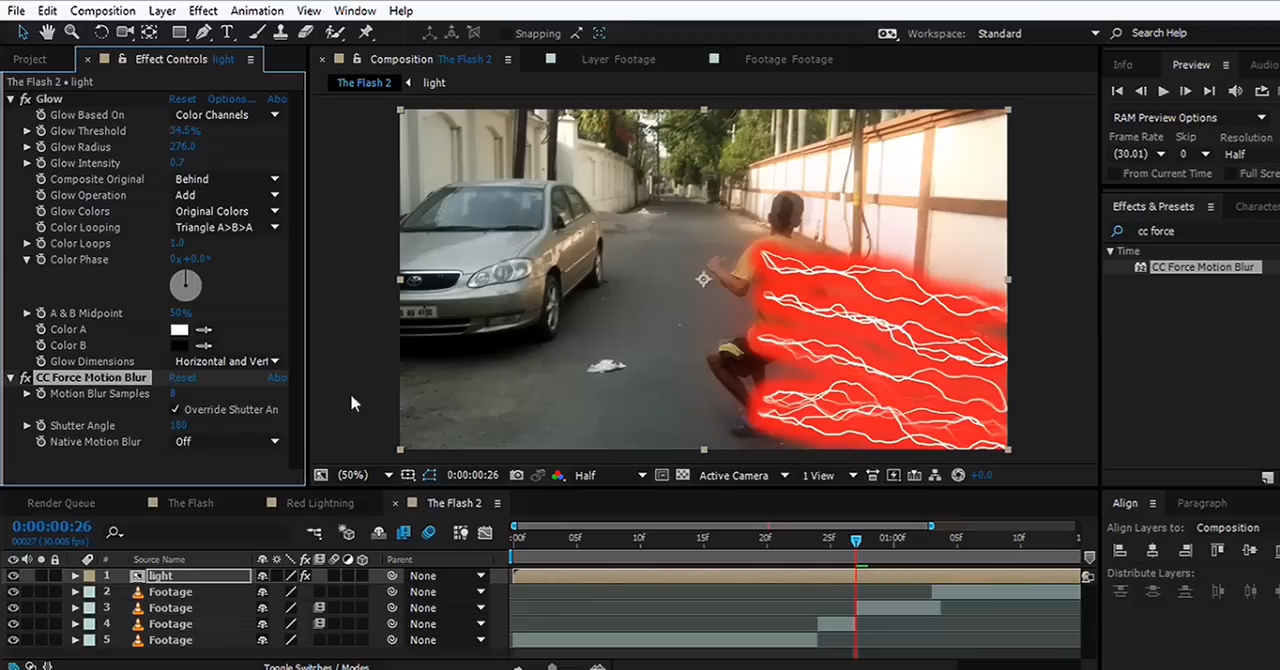 File Edit Composition Layer Effect Animation View Window Help
Snapping
Workspace: Standard
Search Help
Project
Effect Controls light
Composition The Flash 2
Layer Footage
Footage Footage
Info
Preview
Audio
The Flash 2 • light
The Flash 2
light
fx Glow Reset Options... Abo
Glow Based On Color Channels
Glow Threshold 34.5%
Glow Radius 276.0
Glow Intensity 0.7
Composite Original Behind
Glow Operation Add
Glow Colors Original Colors
Color Looping Triangle A>B>A
Color Loops 1.0
Color Phase 0x+0.0°
A & B Midpoint 50%
Color A
Color B
Glow Dimensions Horizontal and Vert
fx CC Force Motion Blur Reset Abo
Motion Blur Samples 8
Override Shutter An
Shutter Angle 180
Native Motion Blur Off
RAM Preview Options
Frame Rate Skip Resolution
(30.01) 0 Half
From Current Time Full Scre
Effects & Presets
Character
cc force
Time
CC Force Motion Blur
(50%)
0:00:00:26
Half
Active Camera
1 View
+0.0
Render Queue
The Flash
Red Lightning
The Flash 2
0:00:00:26
00027 (30.005 fps)
:00F 05F 10F 15F 20F 25F 01:00F 05F 10F 1
# Source Name
fx
Parent
1 light fx None
2 Footage None
3 Footage None
4 Footage None
5 Footage None
Toggle Switches / Modes
Align
Paragraph
Align Layers to: Composition
Distribute Layers: